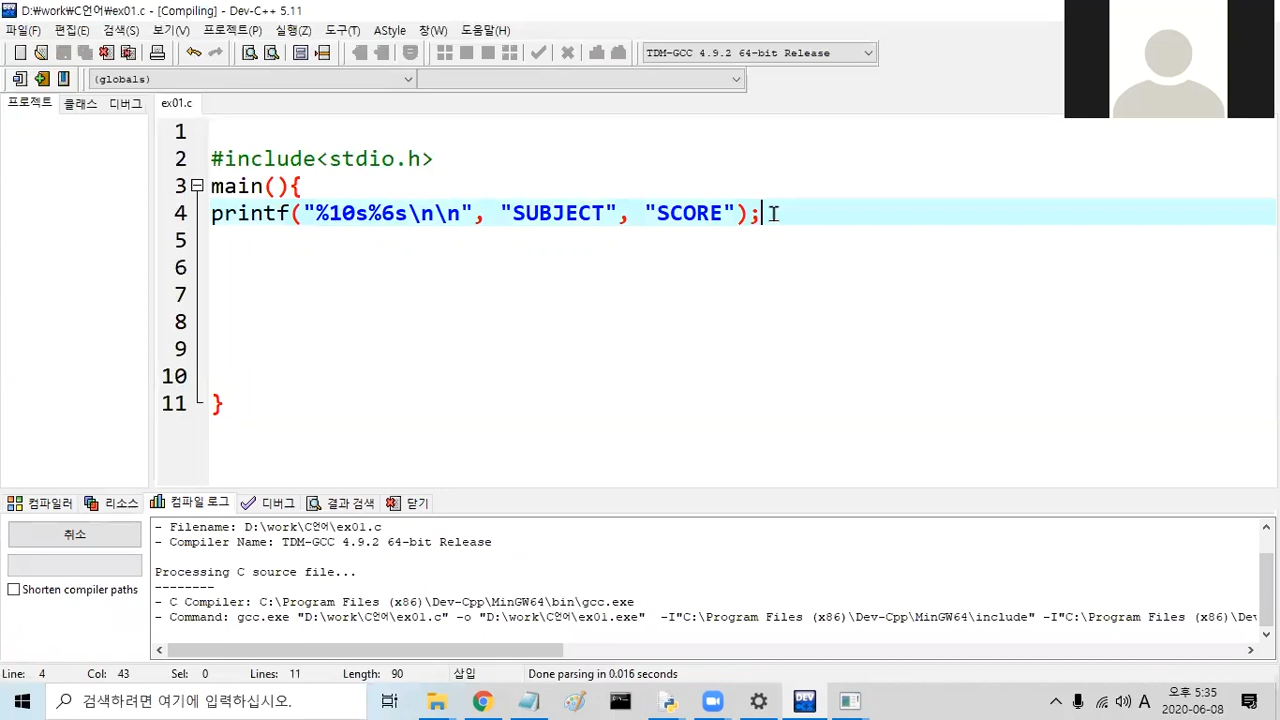 D:₩work₩C언어₩ex01.c - [Compiling] - Dev-C++ 5.11
파일(F) 편집(E) 검색(S) 보기(V) 프로젝트(P) 실행(Z) 도구(T) AStyle 창(W) 도움말(H)
TDM-GCC 4.9.2 64-bit Release
(globals)
프로젝트 클래스 디버그 ex01.c
1
2 #include<stdio.h>
3 main(){
4 printf("%10s%6s\n\n", "SUBJECT", "SCORE");
5
6
7
8
9
10
11 }
컴파일러 리소스 컴파일 로그 디버그 결과 검색 닫기
취소
Shorten compiler paths
- Filename: D:\work\C언어\ex01.c
- Compiler Name: TDM-GCC 4.9.2 64-bit Release
Processing C source file...
--------
- C Compiler: C:\Program Files (x86)\Dev-Cpp\MinGW64\bin\gcc.exe
- Command: gcc.exe "D:\work\C언어\ex01.c" -o "D:\work\C언어\ex01.exe" -I"C:\Program Files (x86)\Dev-Cpp\MinGW64\include" -I"C:\Program Files (x86)\De
Line: 4 Col: 43 Sel: 0 Lines: 11 Length: 90 삽입 Done parsing in 0.016 seconds
검색하려면 여기에 입력하십시오.
DEV
A
오후 5:35
2020-06-08